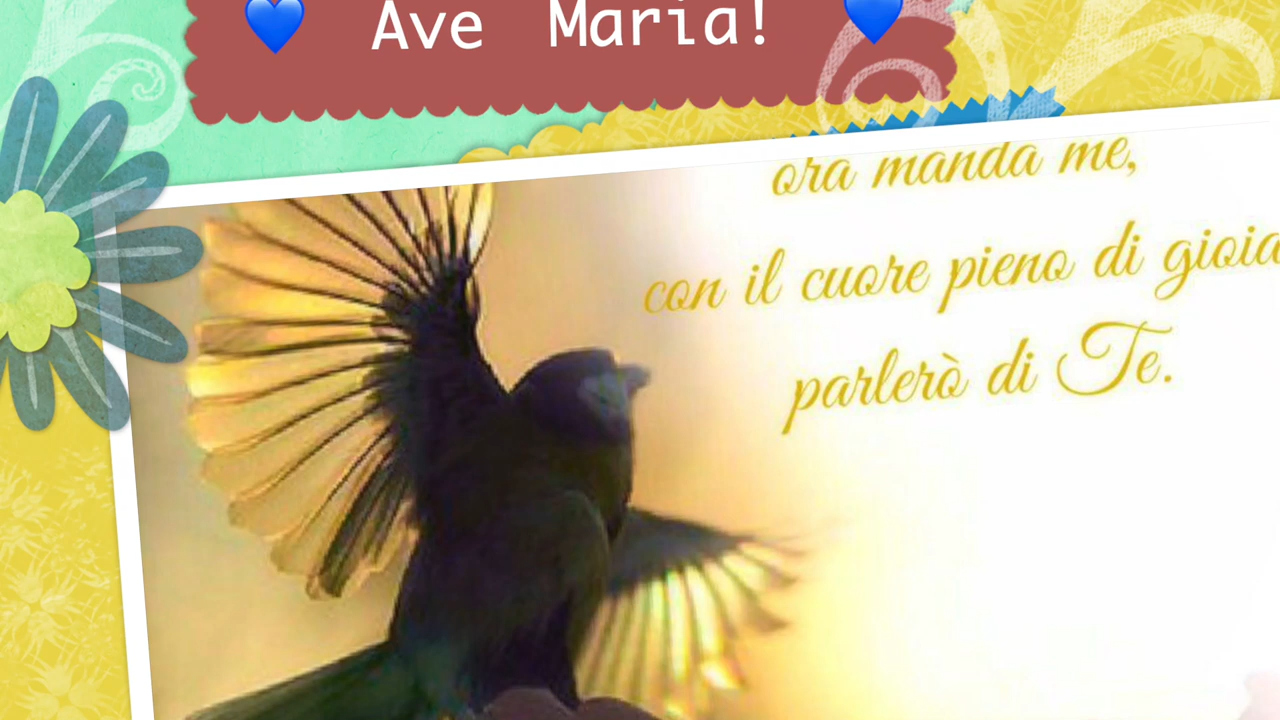 💙 Ave Maria! 💙
ora manda me,
con il cuore pieno di gioia
parlerò di Te.